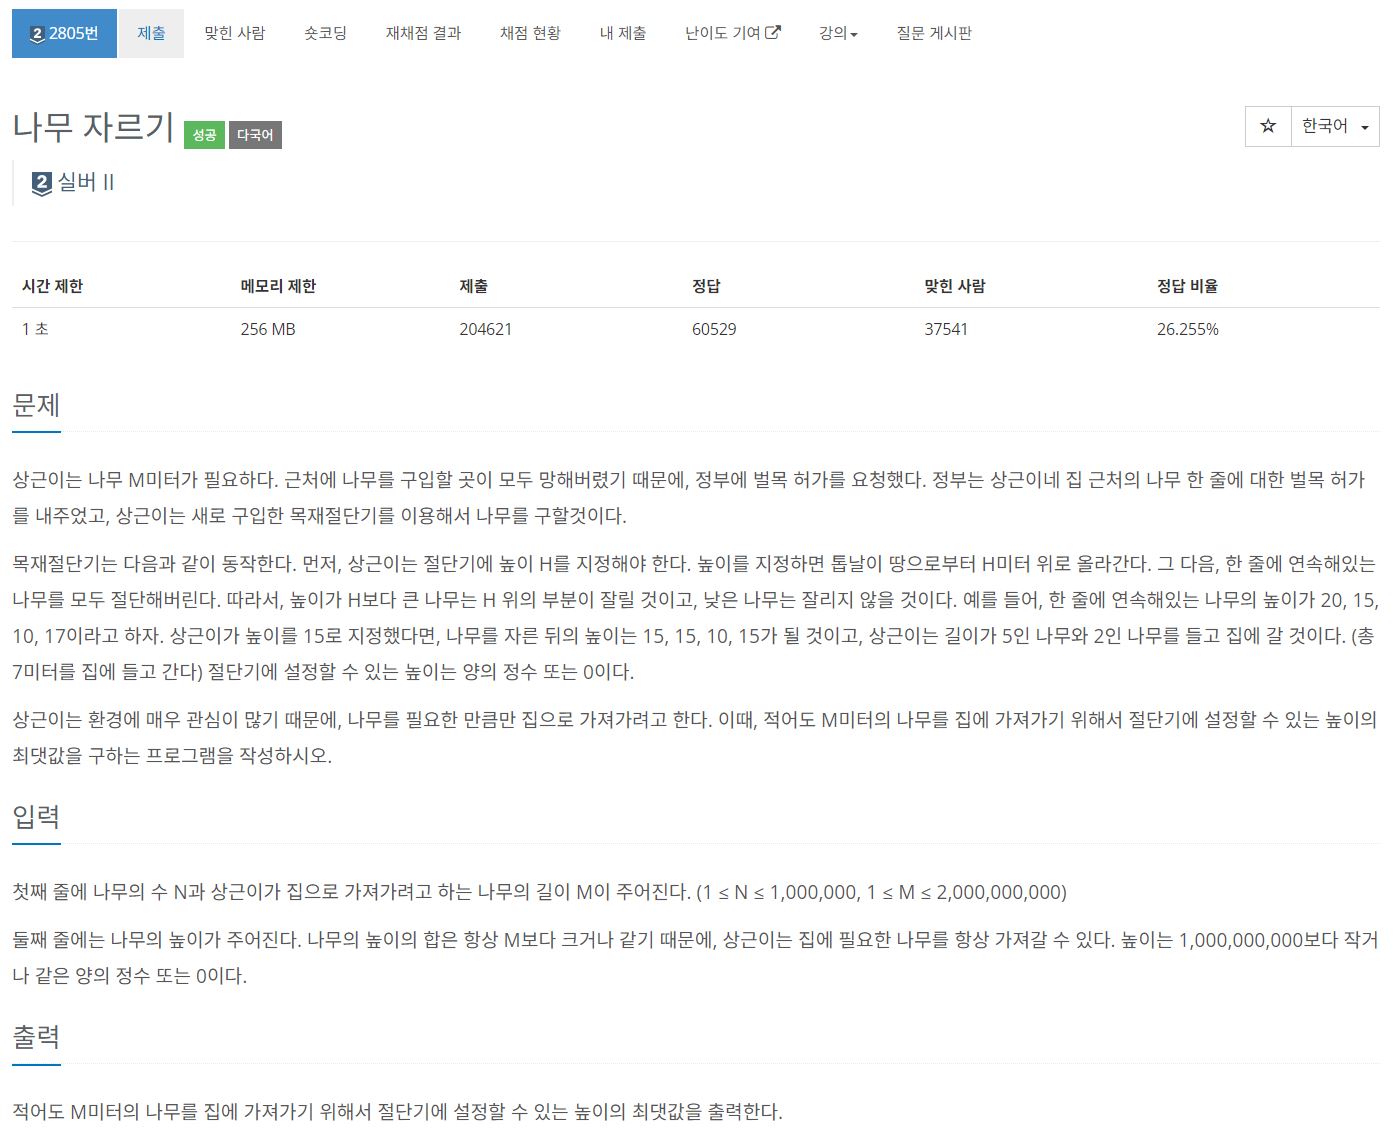 2 2805번 제출 맞힌 사람 숏코딩 재채점 결과 채점 현황 내 제출 난이도 기여 강의 질문 게시판
나무 자르기 성공 다국어 ☆ 한국어
2 실버 II
시간 제한 메모리 제한 제출 정답 맞힌 사람 정답 비율
1 초 256 MB 204621 60529 37541 26.255%
문제
상근이는 나무 M미터가 필요하다. 근처에 나무를 구입할 곳이 모두 망해버렸기 때문에, 정부에 벌목 허가를 요청했다. 정부는 상근이네 집 근처의 나무 한 줄에 대한 벌목 허가
를 내주었고, 상근이는 새로 구입한 목재절단기를 이용해서 나무를 구할것이다.
목재절단기는 다음과 같이 동작한다. 먼저, 상근이는 절단기에 높이 H를 지정해야 한다. 높이를 지정하면 톱날이 땅으로부터 H미터 위로 올라간다. 그 다음, 한 줄에 연속해있는
나무를 모두 절단해버린다. 따라서, 높이가 H보다 큰 나무는 H 위의 부분이 잘릴 것이고, 낮은 나무는 잘리지 않을 것이다. 예를 들어, 한 줄에 연속해있는 나무의 높이가 20, 15,
10, 17이라고 하자. 상근이가 높이를 15로 지정했다면, 나무를 자른 뒤의 높이는 15, 15, 10, 15가 될 것이고, 상근이는 길이가 5인 나무와 2인 나무를 들고 집에 갈 것이다. (총
7미터를 집에 들고 간다) 절단기에 설정할 수 있는 높이는 양의 정수 또는 0이다.
상근이는 환경에 매우 관심이 많기 때문에, 나무를 필요한 만큼만 집으로 가져가려고 한다. 이때, 적어도 M미터의 나무를 집에 가져가기 위해서 절단기에 설정할 수 있는 높이의
최댓값을 구하는 프로그램을 작성하시오.
입력
첫째 줄에 나무의 수 N과 상근이가 집으로 가져가려고 하는 나무의 길이 M이 주어진다. (1 ≤ N ≤ 1,000,000, 1 ≤ M ≤ 2,000,000,000)
둘째 줄에는 나무의 높이가 주어진다. 나무의 높이의 합은 항상 M보다 크거나 같기 때문에, 상근이는 집에 필요한 나무를 항상 가져갈 수 있다. 높이는 1,000,000,000보다 작거
나 같은 양의 정수 또는 0이다.
출력
적어도 M미터의 나무를 집에 가져가기 위해서 절단기에 설정할 수 있는 높이의 최댓값을 출력한다.